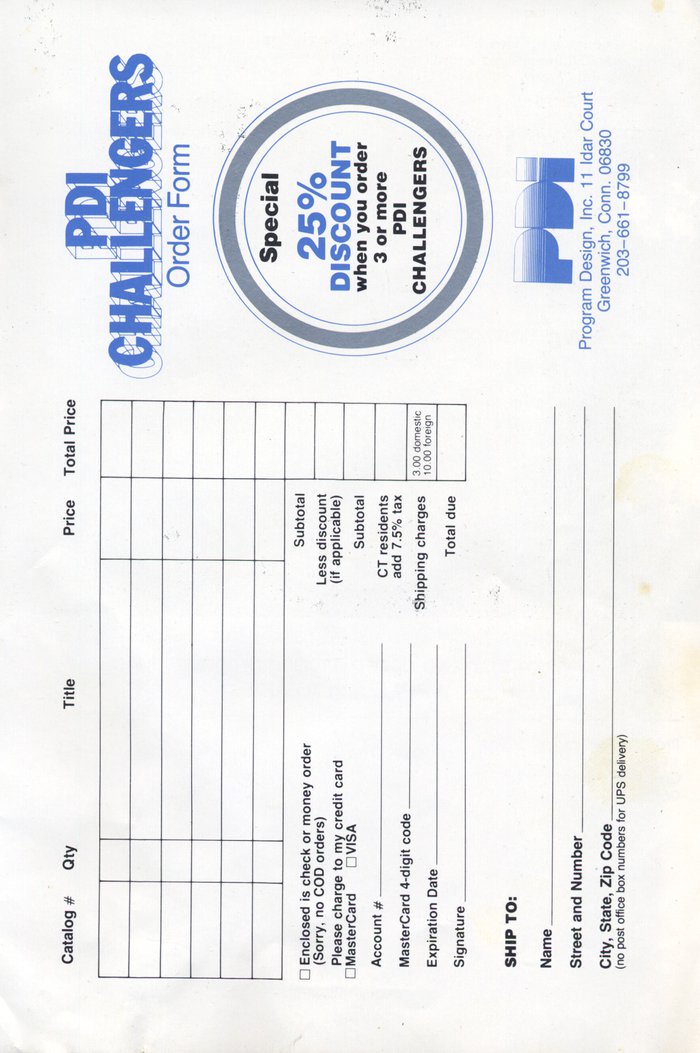 PDI
CHALLENGERS
Order Form
Special
25%
DISCOUNT
when you order
3 or more
PDI
CHALLENGERS
PDI
Program Design, Inc. 11 Idar Court
Greenwich, Conn. 06830
203-661-8799
Catalog # Qty Title Price Total Price
Subtotal
Less discount
(if applicable)
Subtotal
CT residents
add 7.5% tax
Shipping charges
3.00 domestic
10.00 foreign
Total due
☐ Enclosed is check or money order
(Sorry, no COD orders)
Please charge to my credit card
☐ MasterCard ☐ VISA
Account #
MasterCard 4-digit code
Expiration Date
Signature
SHIP TO:
Name
Street and Number
City, State, Zip Code
(no post office box numbers for UPS delivery)